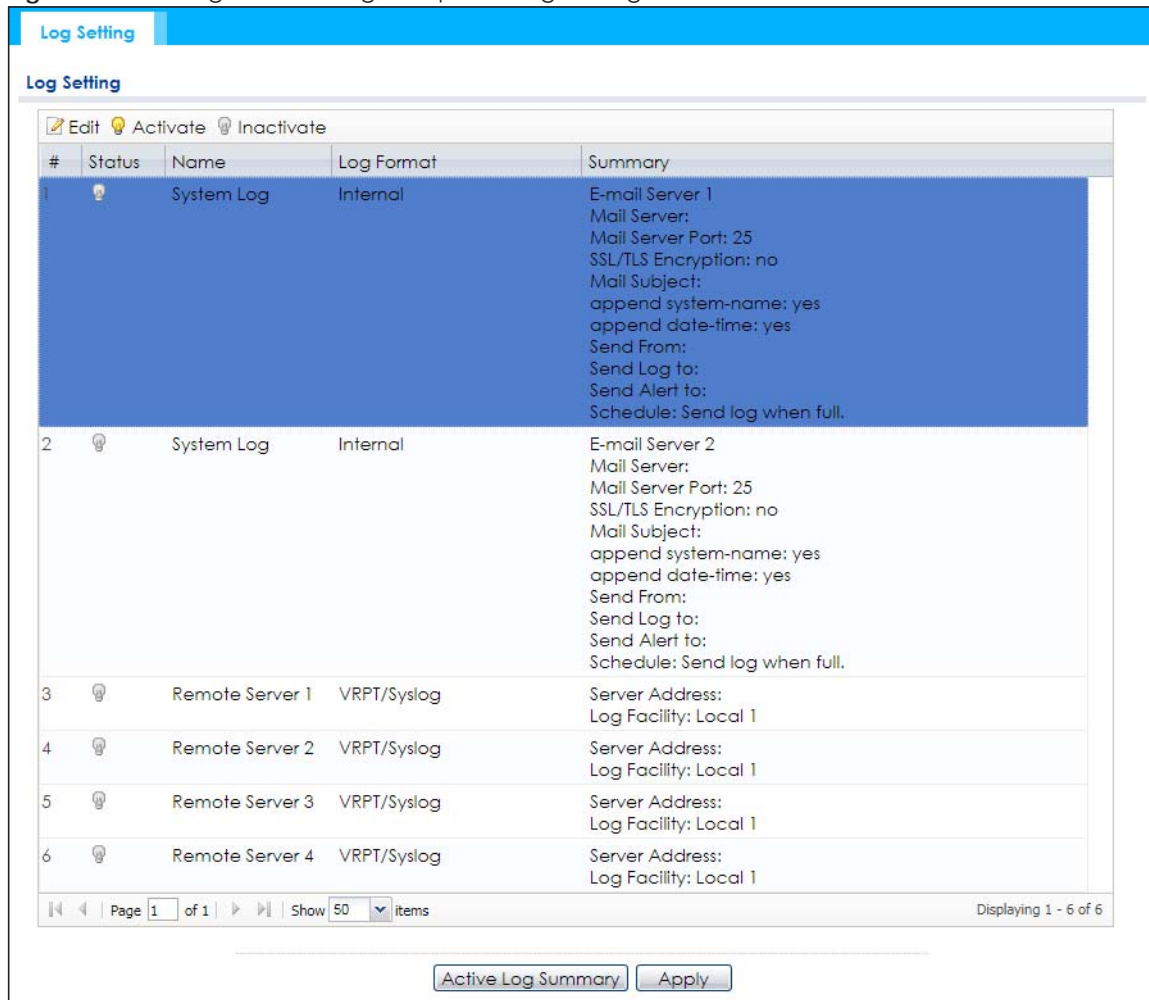 Log Setting
Log Setting
Edit Activate Inactivate
# Status Name Log Format Summary
1 System Log Internal E-mail Server 1
Mail Server:
Mail Server Port: 25
SSL/TLS Encryption: no
Mail Subject:
append system-name: yes
append date-time: yes
Send From:
Send Log to:
Send Alert to:
Schedule: Send log when full.
2 System Log Internal E-mail Server 2
Mail Server:
Mail Server Port: 25
SSL/TLS Encryption: no
Mail Subject:
append system-name: yes
append date-time: yes
Send From:
Send Log to:
Send Alert to:
Schedule: Send log when full.
3 Remote Server 1 VRPT/Syslog Server Address:
Log Facility: Local 1
4 Remote Server 2 VRPT/Syslog Server Address:
Log Facility: Local 1
5 Remote Server 3 VRPT/Syslog Server Address:
Log Facility: Local 1
6 Remote Server 4 VRPT/Syslog Server Address:
Log Facility: Local 1
Page 1 of 1 Show 50 items Displaying 1 - 6 of 6
Active Log Summary Apply